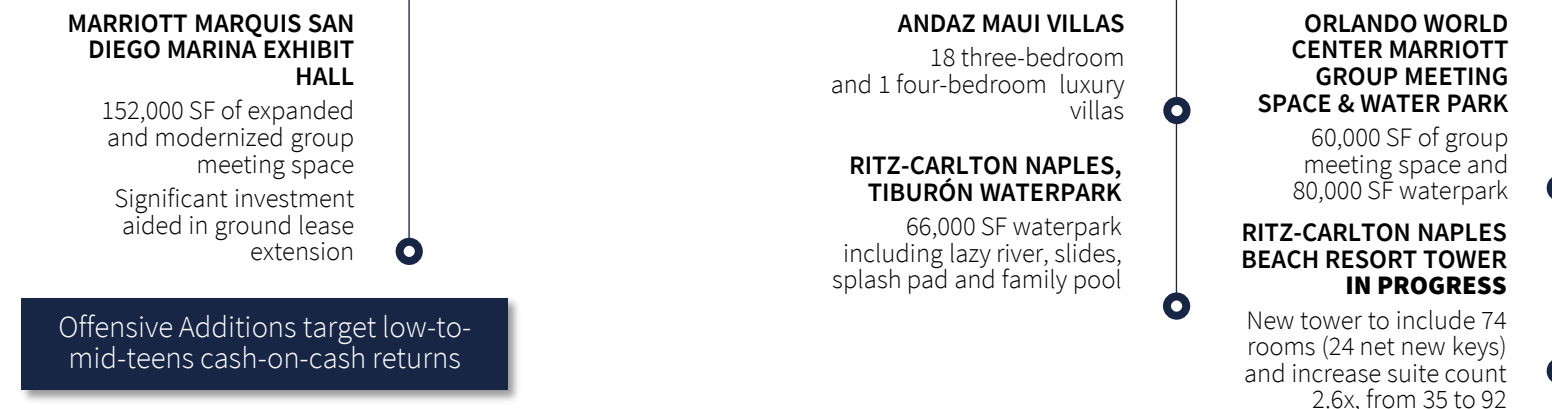 MARRIOTT MARQUIS SAN
DIEGO MARINA EXHIBIT
HALL
152,000 SF of expanded
and modernized group
meeting space
Significant investment
aided in ground lease
extension
Offensive Additions target low-to-
mid-teens cash-on-cash returns
ANDAZ MAUI VILLAS
18 three-bedroom
and 1 four-bedroom  luxury
villas
RITZ-CARLTON NAPLES,
TIBURÓN WATERPARK
66,000 SF waterpark
including lazy river, slides,
splash pad and family pool
ORLANDO WORLD
CENTER MARRIOTT
GROUP MEETING
SPACE & WATER PARK
60,000 SF of group
meeting space and
80,000 SF waterpark
RITZ-CARLTON NAPLES
BEACH RESORT TOWER
IN PROGRESS
New tower to include 74
rooms (24 net new keys)
and increase suite count
2.6x, from 35 to 92